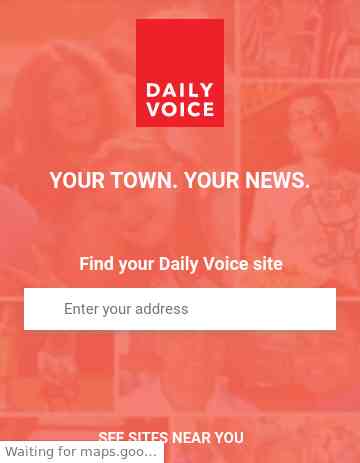 DAILY
VOICE
YOUR TOWN. YOUR NEWS.
Find your Daily Voice site
Enter your address
SEE SITES NEAR YOU
Waiting for maps.goo...